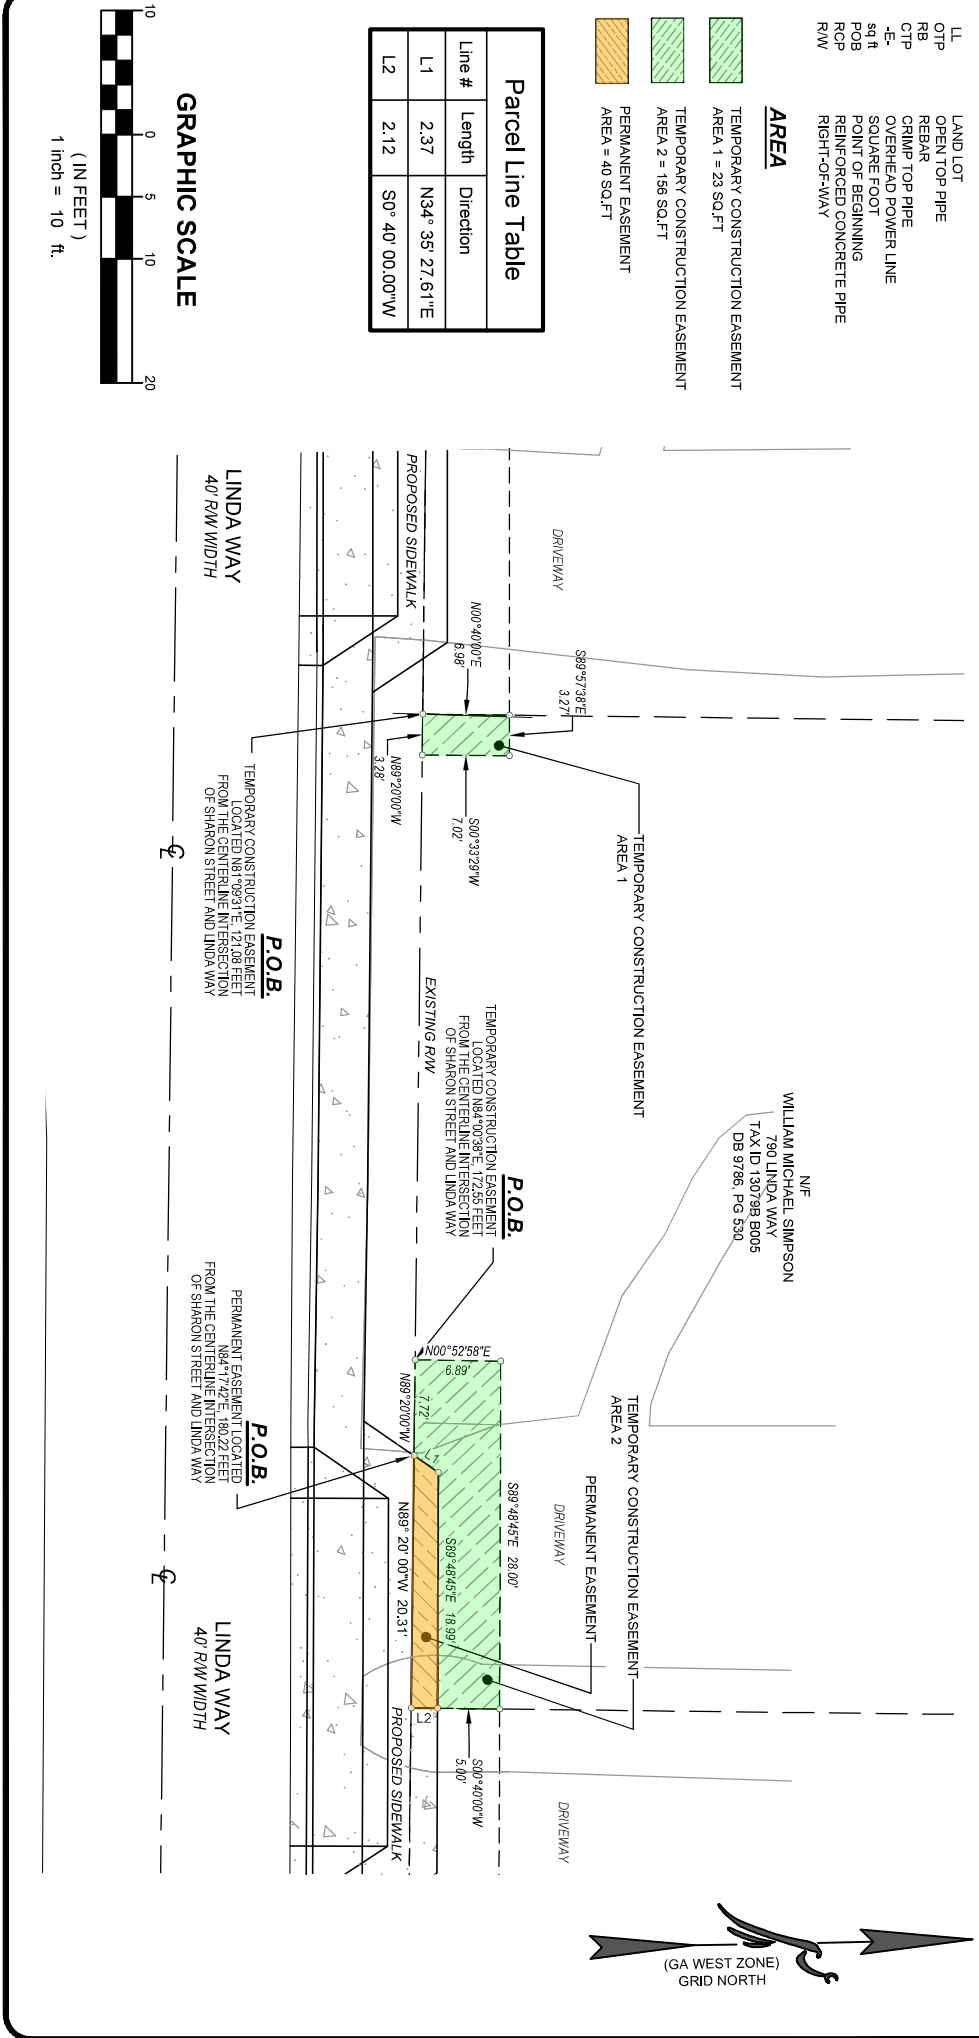 LL LAND LOT
OTP OPEN TOP PIPE
RB REBAR
CTP CRIMP TOP PIPE
-E- OVERHEAD POWER LINE
sq ft SQUARE FOOT
POB POINT OF BEGINNING
RCP REINFORCED CONCRETE PIPE
R/W RIGHT-OF-WAY
AREA
TEMPORARY CONSTRUCTION EASEMENT
AREA 1 = 23 SQ.FT
TEMPORARY CONSTRUCTION EASEMENT
AREA 2 = 156 SQ.FT
PERMANENT EASEMENT
AREA = 40 SQ.FT
Parcel Line Table
Line # Length Direction
L1 2.37 N34° 35' 27.61"E
L2 2.12 S0° 40' 00.00"W
GRAPHIC SCALE
10 0 5 10 20
( IN FEET )
1 inch = 10 ft.
DRIVEWAY
PROPOSED SIDEWALK
LINDA WAY
40' R/W WIDTH
N00°40'00"E
6.98'
S89°57'38"E
3.27'
N89°20'00"W
3.28'
S00°33'29"W
7.02'
TEMPORARY CONSTRUCTION EASEMENT
AREA 1
P.O.B.
TEMPORARY CONSTRUCTION EASEMENT
LOCATED N81°09'31"E, 121.08 FEET
FROM THE CENTERLINE INTERSECTION
OF SHARON STREET AND LINDA WAY
CL
EXISTING R/W
P.O.B.
TEMPORARY CONSTRUCTION EASEMENT
LOCATED N84°00'38"E, 172.55 FEET
FROM THE CENTERLINE INTERSECTION
OF SHARON STREET AND LINDA WAY
N/F
WILLIAM MICHAEL SIMPSON
790 LINDA WAY
TAX ID 13079B B005
DB 9786, PG 530
P.O.B.
PERMANENT EASEMENT LOCATED
N84°17'42"E, 180.22 FEET
FROM THE CENTERLINE INTERSECTION
OF SHARON STREET AND LINDA WAY
N00°52'58"E
6.89'
7.72'
N89°20'00"W
L1
S89°48'45"E 28.00'
S89°48'45"E 18.99'
N89° 20' 00"W 20.31'
TEMPORARY CONSTRUCTION EASEMENT
AREA 2
PERMANENT EASEMENT
DRIVEWAY
L2
S00°40'00"W
5.00'
CL
LINDA WAY
40' R/W WIDTH
PROPOSED SIDEWALK
DRIVEWAY
(GA WEST ZONE)
GRID NORTH